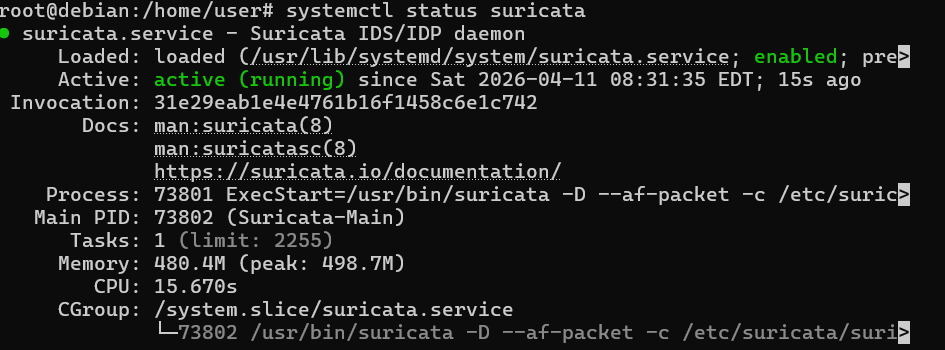 root@debian:/home/user# systemctl status suricata
● suricata.service - Suricata IDS/IDP daemon
Loaded: loaded (/usr/lib/systemd/system/suricata.service; enabled; pre>
Active: active (running) since Sat 2026-04-11 08:31:35 EDT; 15s ago
Invocation: 31e29eab1e4e4761b16f1458c6e1c742
Docs: man:suricata(8)
man:suricatasc(8)
https://suricata.io/documentation/
Process: 73801 ExecStart=/usr/bin/suricata -D --af-packet -c /etc/suric>
Main PID: 73802 (Suricata-Main)
Tasks: 1 (limit: 2255)
Memory: 480.4M (peak: 498.7M)
CPU: 15.670s
CGroup: /system.slice/suricata.service
└─73802 /usr/bin/suricata -D --af-packet -c /etc/suricata/suri>